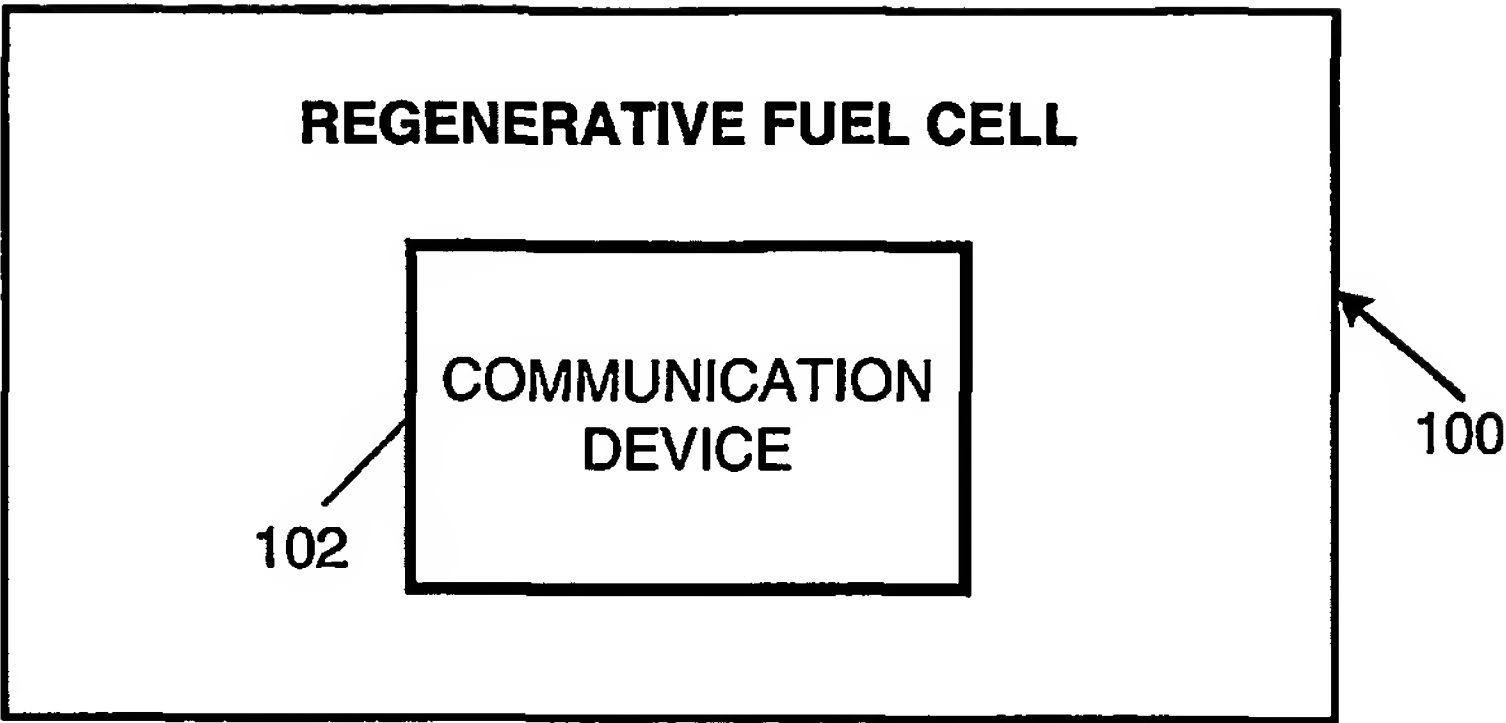 REGENERATIVE FUEL CELL
COMMUNICATION
DEVICE
100
102